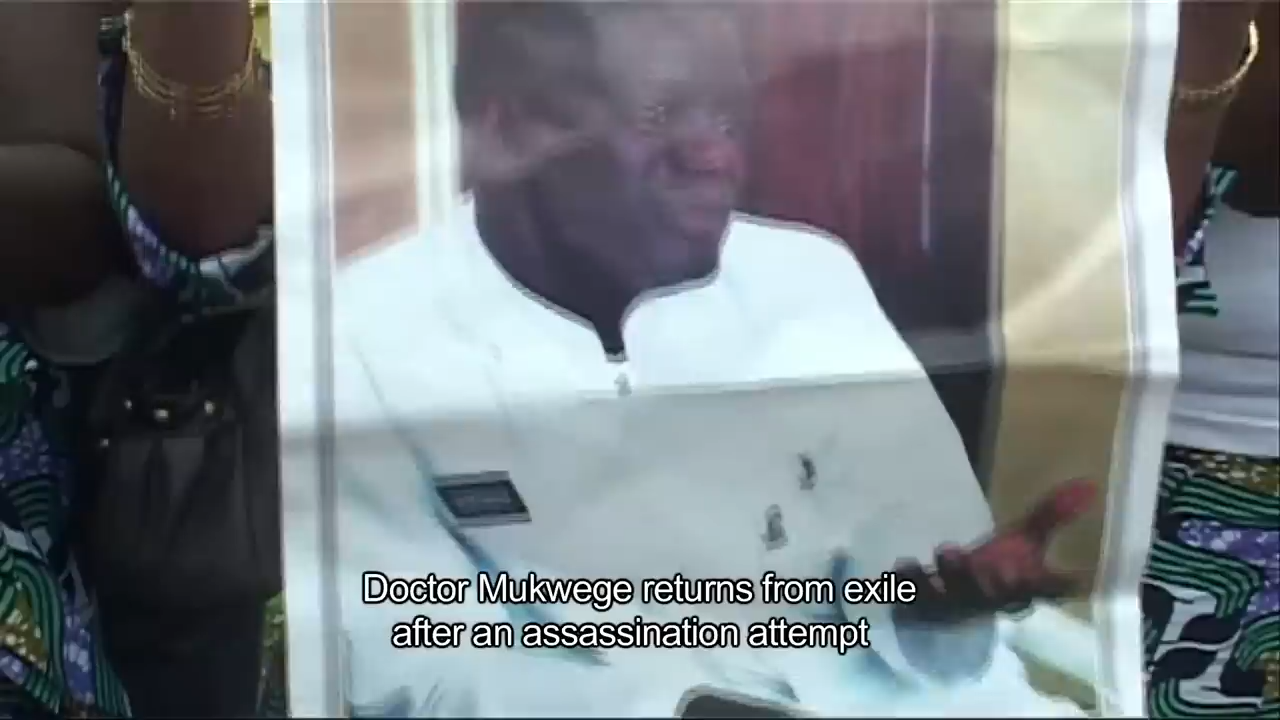 Doctor Mukwege returns from exile
after an assassination attempt